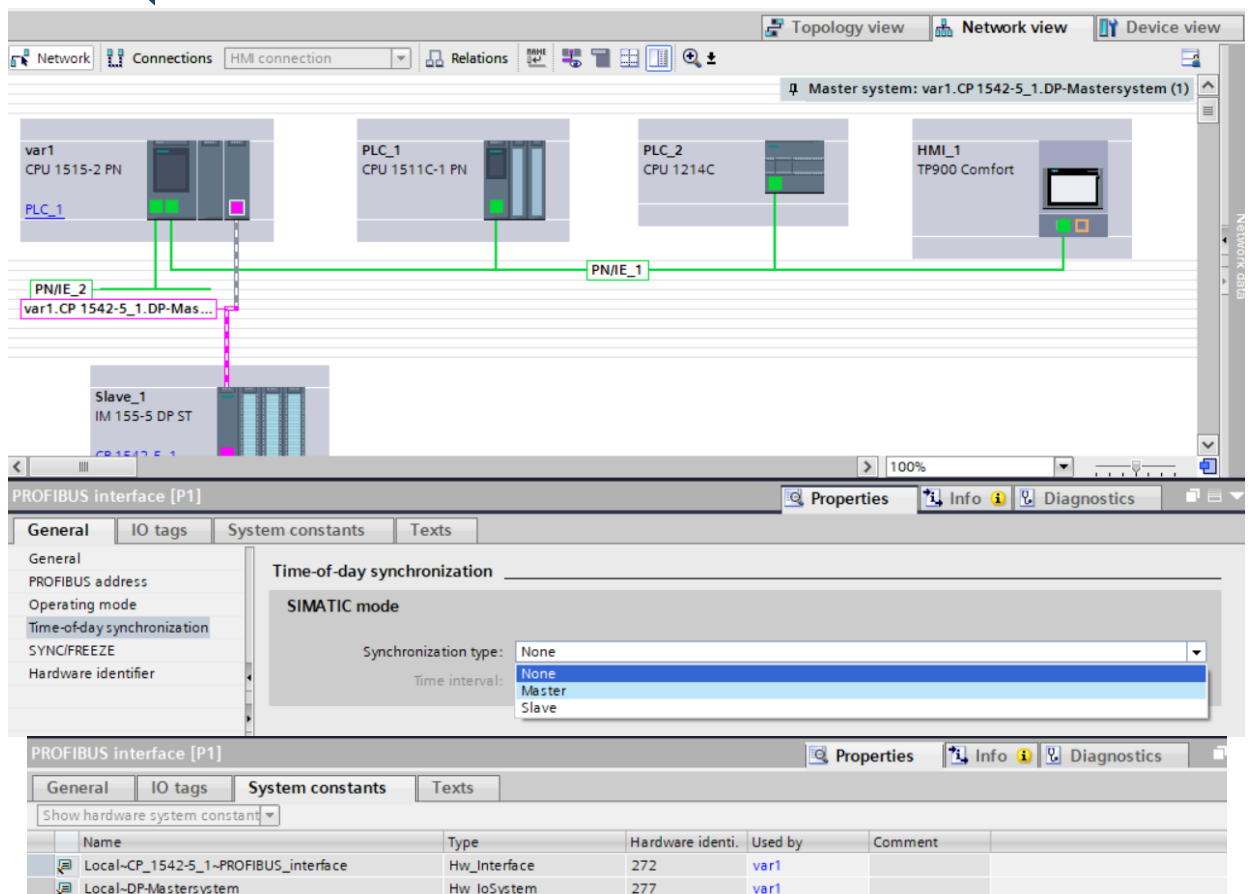 Topology view Network view Device view
Network Connections HMI connection Relations
Master system: var1.CP 1542-5_1.DP-Mastersystem (1)
var1 PLC_1 PLC_2 HMI_1
CPU 1515-2 PN CPU 1511C-1 PN CPU 1214C TP900 Comfort
PLC_1
PN/IE_1
PN/IE_2
var1.CP 1542-5_1.DP-Mas...
Slave_1
IM 155-5 DP ST
CP 1542-5_1
Network data
100%
PROFIBUS interface [P1] Properties Info Diagnostics
General IO tags System constants Texts
General
Time-of-day synchronization
PROFIBUS address
Operating mode
SIMATIC mode
Time-of-day synchronization
SYNC/FREEZE
Synchronization type: None
Hardware identifier
None
Time interval:
Master
Slave
PROFIBUS interface [P1] Properties Info Diagnostics
General IO tags System constants Texts
Show hardware system constant
Name Type Hardware identi. Used by Comment
Local~CP_1542-5_1~PROFIBUS_interface Hw_Interface 272 var1
Local~DP-Mastersystem Hw_IoSystem 277 var1